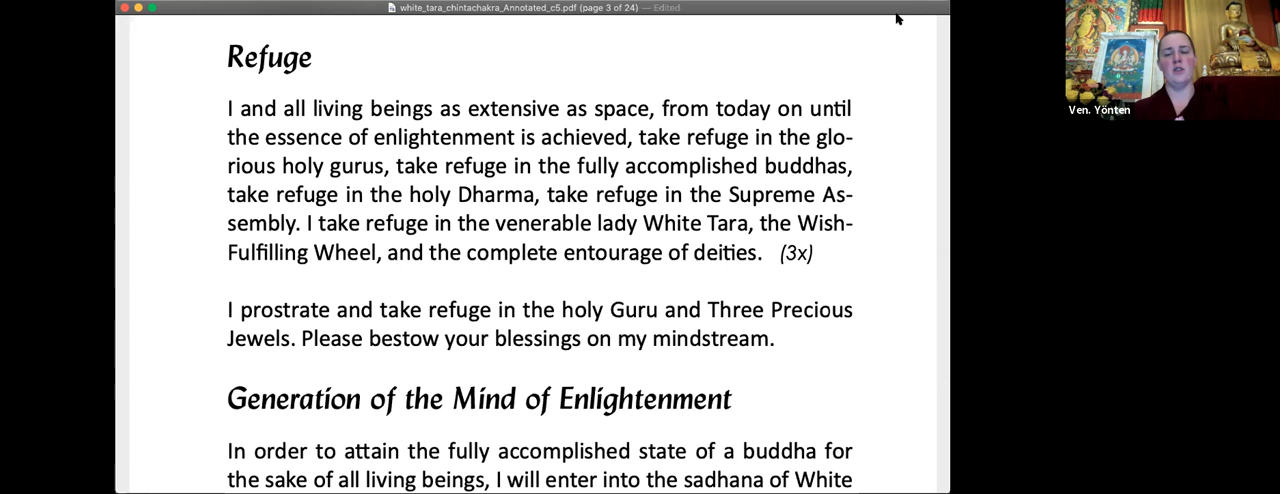 white_tara_chintachakra_Annotated_c5.pdf (page 3 of 24) — Edited
Refuge
I and all living beings as extensive as space, from today on until
the essence of enlightenment is achieved, take refuge in the glo-
rious holy gurus, take refuge in the fully accomplished buddhas,
take refuge in the holy Dharma, take refuge in the Supreme As-
sembly. I take refuge in the venerable lady White Tara, the Wish-
Fulfilling Wheel, and the complete entourage of deities. (3x)
I prostrate and take refuge in the holy Guru and Three Precious
Jewels. Please bestow your blessings on my mindstream.
Generation of the Mind of Enlightenment
In order to attain the fully accomplished state of a buddha for
the sake of all living beings, I will enter into the sadhana of White
Ven. Yönten